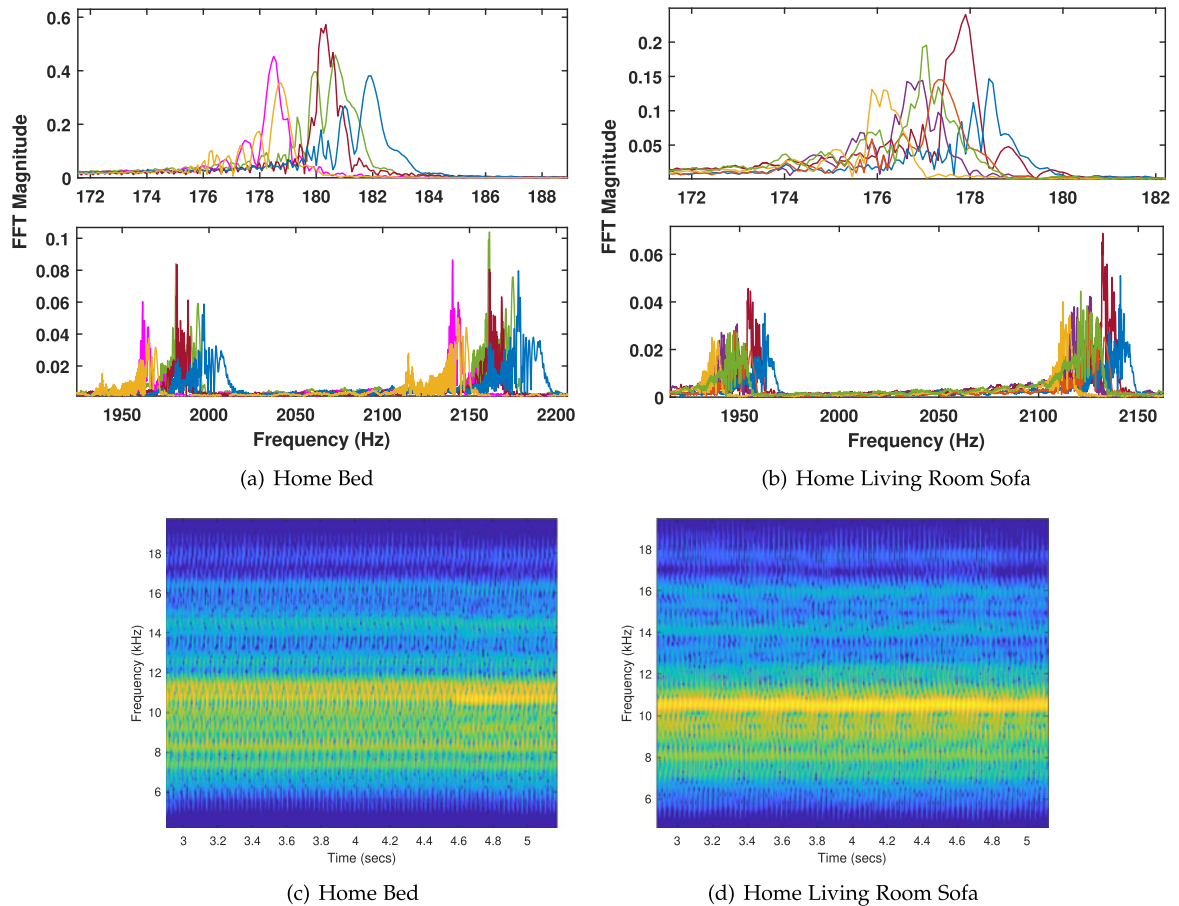 0.6
0.4
0.2
0
172 174 176 178 180 182 184 186 188
FFT Magnitude
0.1
0.08
0.06
0.04
0.02
1950 2000 2050 2100 2150 2200
Frequency (Hz)
(a) Home Bed
0.2
0.15
0.1
0.05
172 174 176 178 180 182
FFT Magnitude
0.06
0.04
0.02
0
1950 2000 2050 2100 2150
Frequency (Hz)
(b) Home Living Room Sofa
Frequency (kHz)
18
16
14
12
10
8
6
3 3.2 3.4 3.6 3.8 4 4.2 4.4 4.6 4.8 5
Time (secs)
(c) Home Bed
Frequency (kHz)
18
16
14
12
10
8
6
3 3.2 3.4 3.6 3.8 4 4.2 4.4 4.6 4.8 5
Time (secs)
(d) Home Living Room Sofa